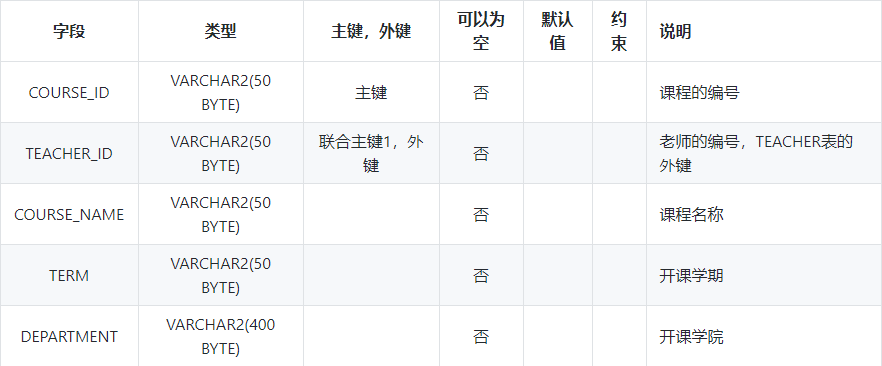 字段 类型 主键，外键 可以为空 默认值 约束 说明
COURSE_ID VARCHAR2(50 BYTE) 主键 否 课程的编号
TEACHER_ID VARCHAR2(50 BYTE) 联合主键1，外键 否 老师的编号，TEACHER表的外键
COURSE_NAME VARCHAR2(50 BYTE) 否 课程名称
TERM VARCHAR2(50 BYTE) 否 开课学期
DEPARTMENT VARCHAR2(400 BYTE) 否 开课学院